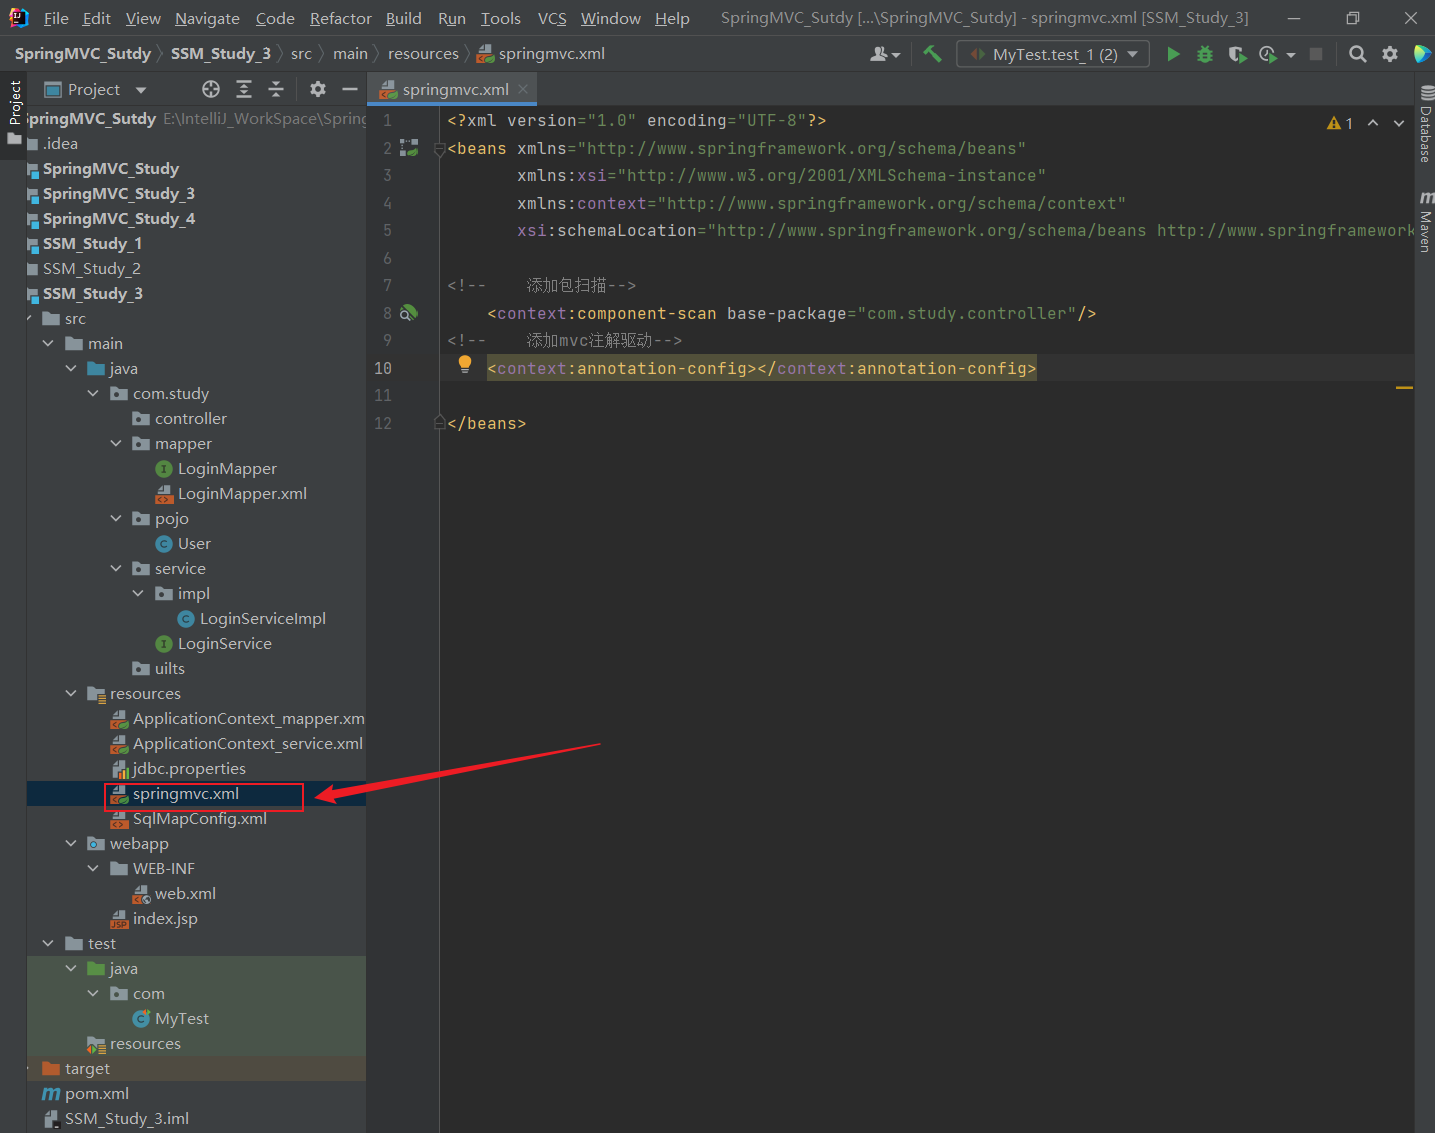 File Edit View Navigate Code Refactor Build Run Tools VCS Window Help SpringMVC_Sutdy [...\SpringMVC_Sutdy] - springmvc.xml [SSM_Study_3]
SpringMVC_Sutdy SSM_Study_3 src main resources springmvc.xml MyTest.test_1 (2)
Project
Project
springmvc.xml
SpringMVC_Sutdy E:\IntelliJ_WorkSpace\Spring
.idea
SpringMVC_Study
SpringMVC_Study_3
SpringMVC_Study_4
SSM_Study_1
SSM_Study_2
SSM_Study_3
src
main
java
com.study
controller
mapper
LoginMapper
LoginMapper.xml
pojo
User
service
impl
LoginServiceImpl
LoginService
uilts
resources
ApplicationContext_mapper.xm
ApplicationContext_service.xml
jdbc.properties
springmvc.xml
SqlMapConfig.xml
webapp
WEB-INF
web.xml
index.jsp
test
java
com
MyTest
resources
target
pom.xml
SSM_Study_3.iml
1 <?xml version="1.0" encoding="UTF-8"?>
2 <beans xmlns="http://www.springframework.org/schema/beans"
3 xmlns:xsi="http://www.w3.org/2001/XMLSchema-instance"
4 xmlns:context="http://www.springframework.org/schema/context"
5 xsi:schemaLocation="http://www.springframework.org/schema/beans http://www.springframework
6
7 <!-- 添加包扫描-->
8 <context:component-scan base-package="com.study.controller"/>
9 <!-- 添加mvc注解驱动-->
10 <context:annotation-config></context:annotation-config>
11
12 </beans>
1
Database
Maven